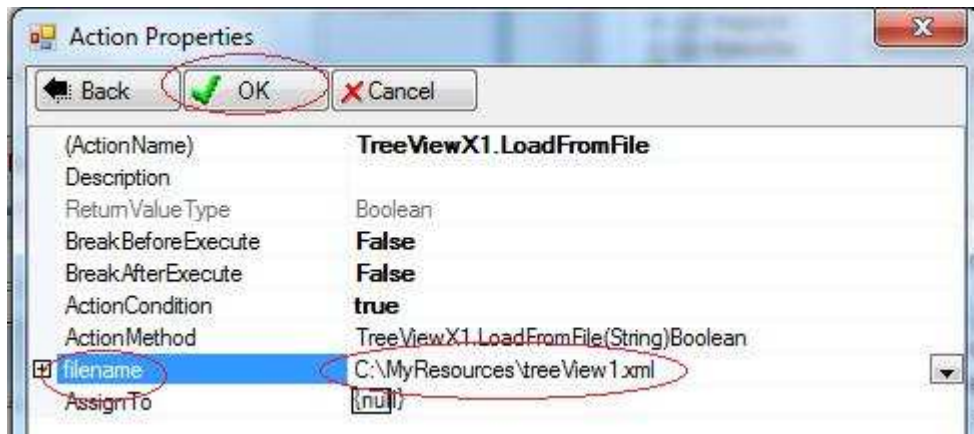 Action Properties
Back OK Cancel
(ActionName) TreeViewX1.LoadFromFile
Description
ReturnValueType Boolean
BreakBeforeExecute False
BreakAfterExecute False
ActionCondition true
ActionMethod TreeViewX1.LoadFromFile(String)Boolean
filename C:\MyResources\treeView1.xml
AssignTo {null}